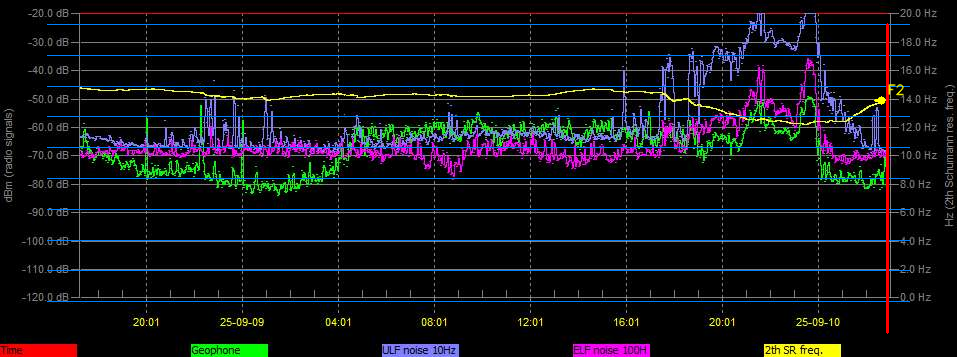 -20.0 dB 20.0 Hz
-30.0 dB 18.0 Hz
-40.0 dB 16.0 Hz
F2
-50.0 dB 14.0 Hz
-60.0 dB 12.0 Hz
-70.0 dB 10.0 Hz
-80.0 dB 8.0 Hz
-90.0 dB 6.0 Hz
-100.0 dB 4.0 Hz
-110.0 dB 2.0 Hz
-120.0 dB 0.0 Hz
dBm (radio signals)
Hz (2th Schumann res. freq.)
20:01 25-09-09 04:01 08:01 12:01 16:01 20:01 25-09-10
Time Geophone ULF noise 10Hz ELF noise 100H 2th SR freq.